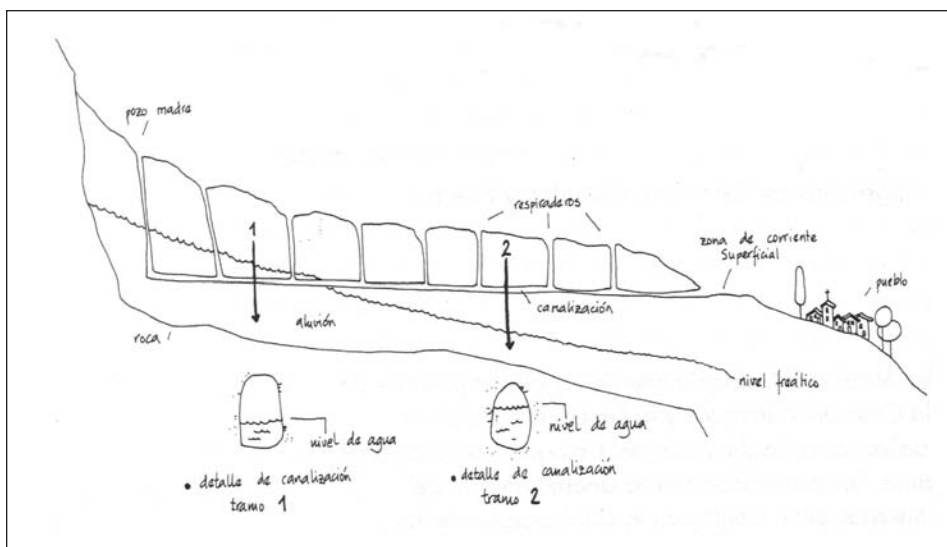 pozo madre
respiraderos
1
2
zona de corriente
superficial
pueblo
canalización
aluvión
roca
nivel freático
nivel de agua
nivel de agua
• detalle de canalización
tramo 1
• detalle de canalización
tramo 2